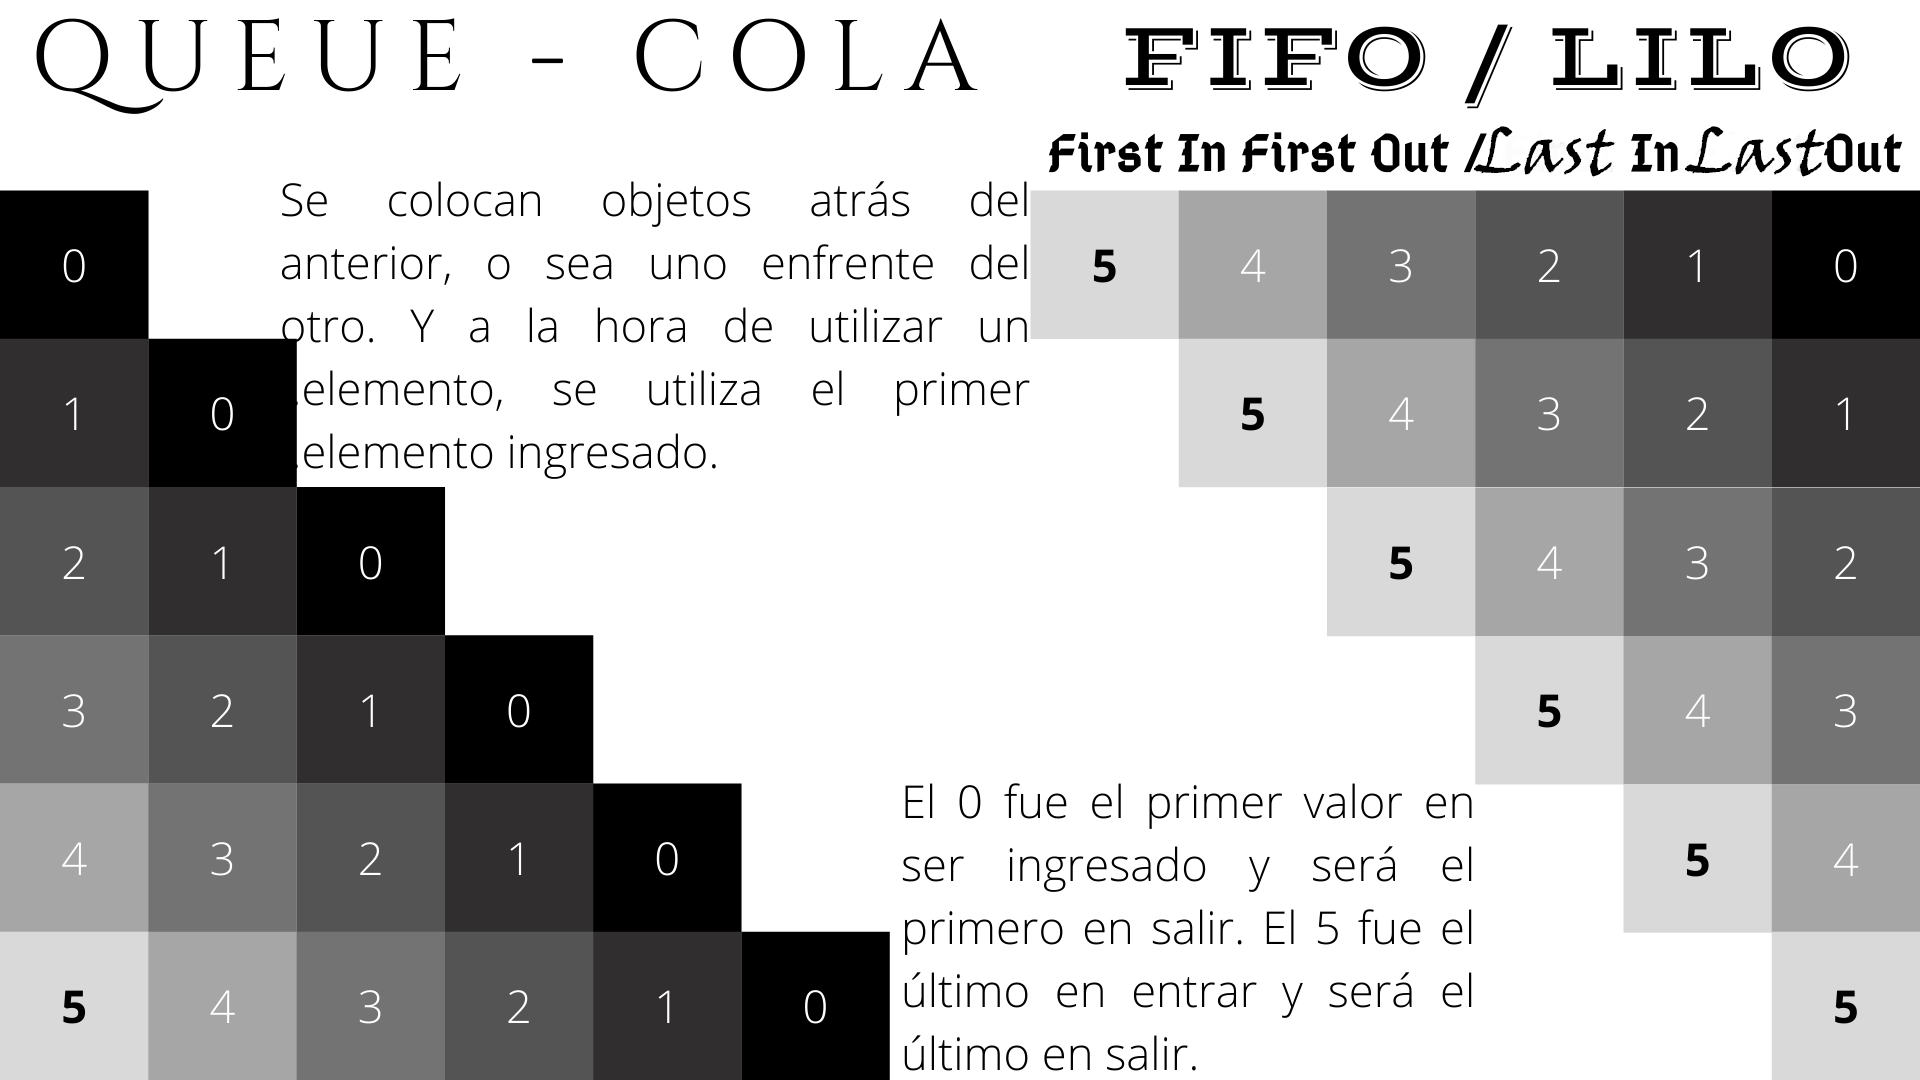 QUEUE - COLA
FIFO / LILO
First In First Out /Last In Last Out
Se colocan objetos atrás del
anterior, o sea uno enfrente del
otro. Y a la hora de utilizar un
.elemento, se utiliza el primer
.elemento ingresado.
0
1 0
2 1 0
3 2 1 0
4 3 2 1 0
5 4 3 2 1 0
5 4 3 2 1 0
5 4 3 2 1
5 4 3 2
5 4 3
5 4
5
El 0 fue el primer valor en
ser ingresado y será el
primero en salir. El 5 fue el
último en entrar y será el
último en salir.